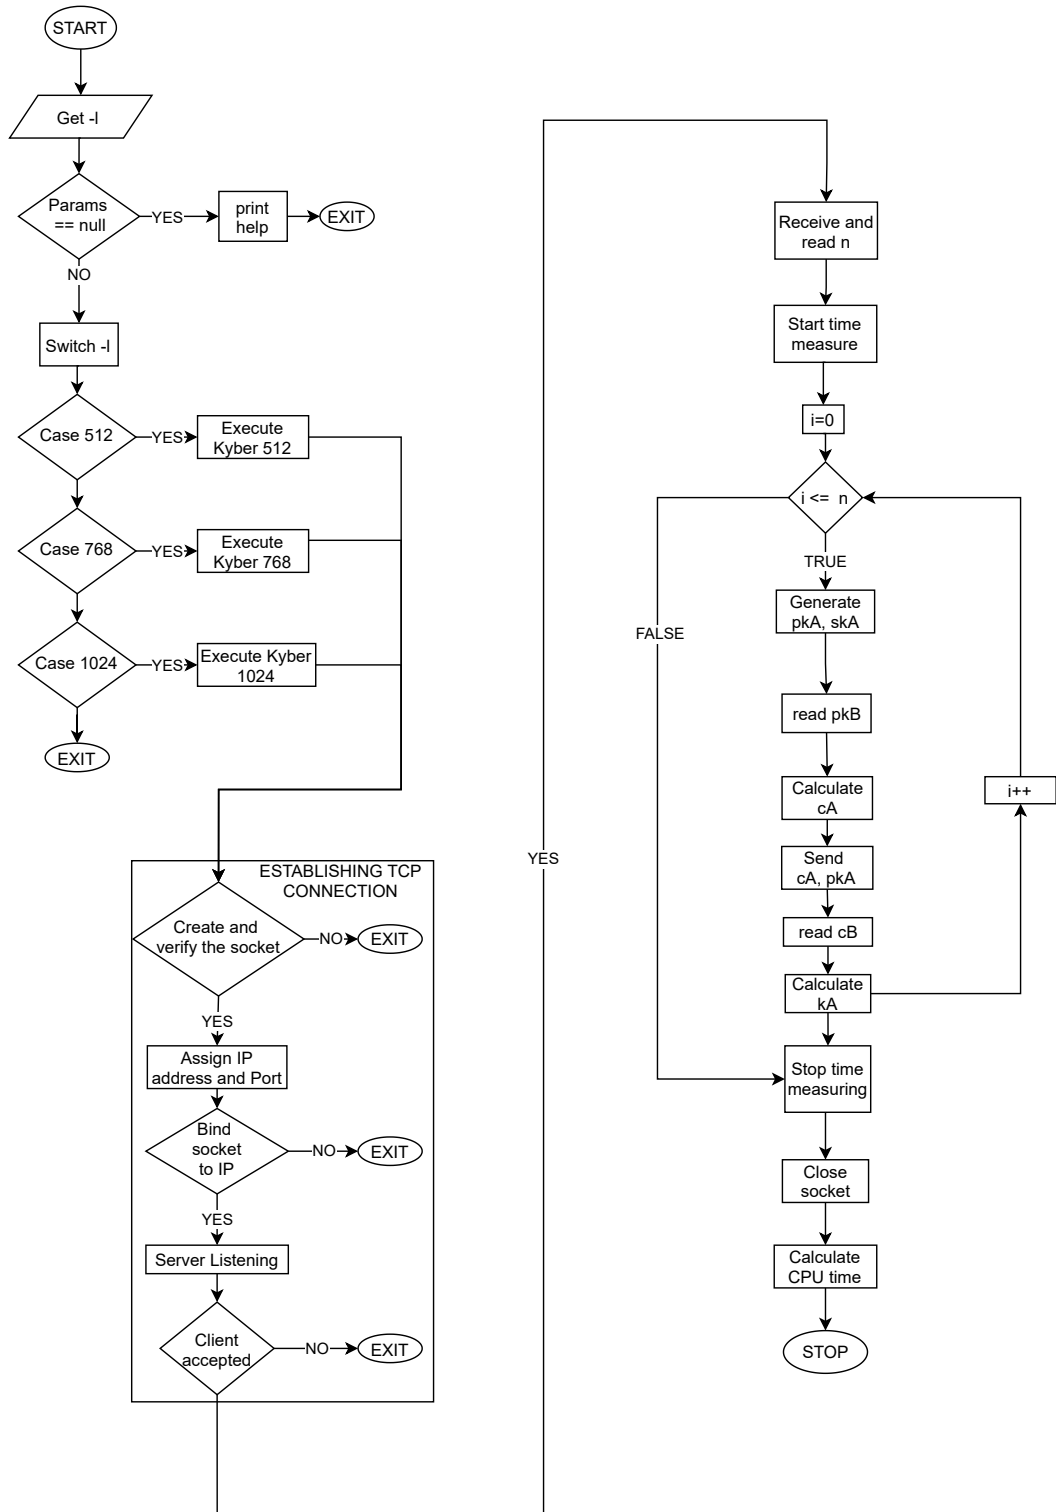 START
Get -l
Params
== null
YES
print
help
EXIT
NO
Switch -l
Case 512
YES
Execute
Kyber 512
Case 768
YES
Execute
Kyber 768
Case 1024
YES
Execute Kyber
1024
EXIT
ESTABLISHING TCP
CONNECTION
Create and
verify the socket
NO
EXIT
YES
Assign IP
address and Port
Bind
socket
to IP
NO
EXIT
YES
Server Listening
Client
accepted
NO
EXIT
YES
Receive and
read n
Start time
measure
i=0
i <= n
TRUE
FALSE
Generate
pkA, skA
read pkB
Calculate
cA
Send
cA, pkA
read cB
Calculate
kA
i++
Stop time
measuring
Close
socket
Calculate
CPU time
STOP